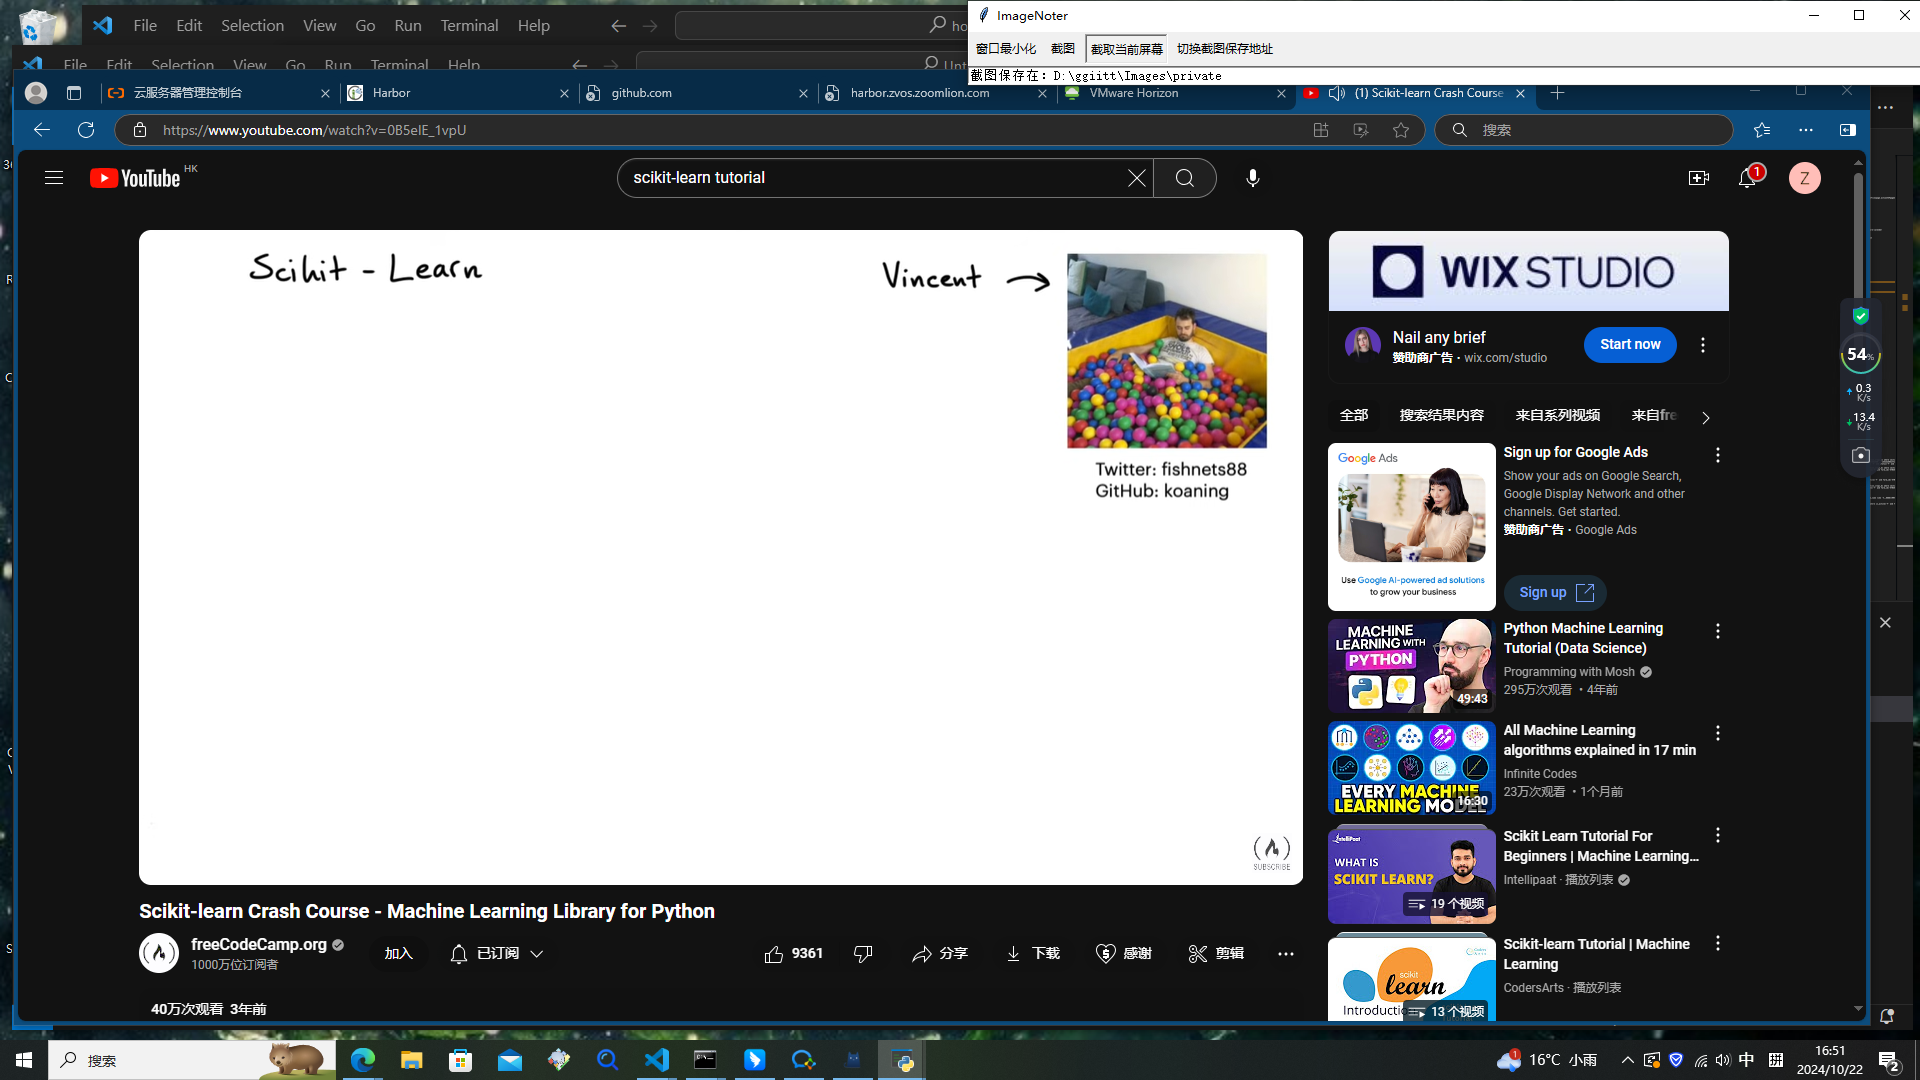 File Edit Selection View Go Run Terminal Help
ImageNoter
窗口最小化 截图 截取当前屏幕 切换截图保存地址
File Edit Selection View Go Run Terminal Help
截图保存在：D:\ggiitt\Images\private
云服务器管理控制台
Harbor
github.com
harbor.zvos.zoomlion.com
VMware Horizon
(1) Scikit-learn Crash Course
https://www.youtube.com/watch?v=0B5eIE_1vpU
搜索
YouTube HK
scikit-learn tutorial
1
Z
Scikit - Learn
Vincent
Twitter: fishnets88
GitHub: koaning
SUBSCRIBE
WIX STUDIO
Nail any brief
赞助商广告 · wix.com/studio
Start now
54%
0.3
K/s
13.4
K/s
全部 搜索结果内容 来自系列视频 来自fre
Google Ads
Use Google AI-powered ad solutions
to grow your business
Sign up for Google Ads
Show your ads on Google Search,
Google Display Network and other
channels. Get started.
赞助商广告 · Google Ads
Sign up
MACHINE
LEARNING WITH
PYTHON
49:43
Python Machine Learning
Tutorial (Data Science)
Programming with Mosh
295万次观看 · 4年前
EVERY MACHINE
LEARNING MODEL
16:30
All Machine Learning
algorithms explained in 17 min
Infinite Codes
23万次观看 · 1个月前
IntelliPaat
WHAT IS
SCIKIT LEARN?
19 个视频
Scikit Learn Tutorial For
Beginners | Machine Learning...
Intellipaat · 播放列表
scikit
learn
Introductic
13 个视频
Scikit-learn Tutorial | Machine
Learning
CodersArts · 播放列表
Scikit-learn Crash Course - Machine Learning Library for Python
freeCodeCamp.org
1000万位订阅者
加入
已订阅
9361
分享
下载
感谢
剪辑
40万次观看 3年前
搜索
1
16°C 小雨
中
拼
16:51
2024/10/22
2